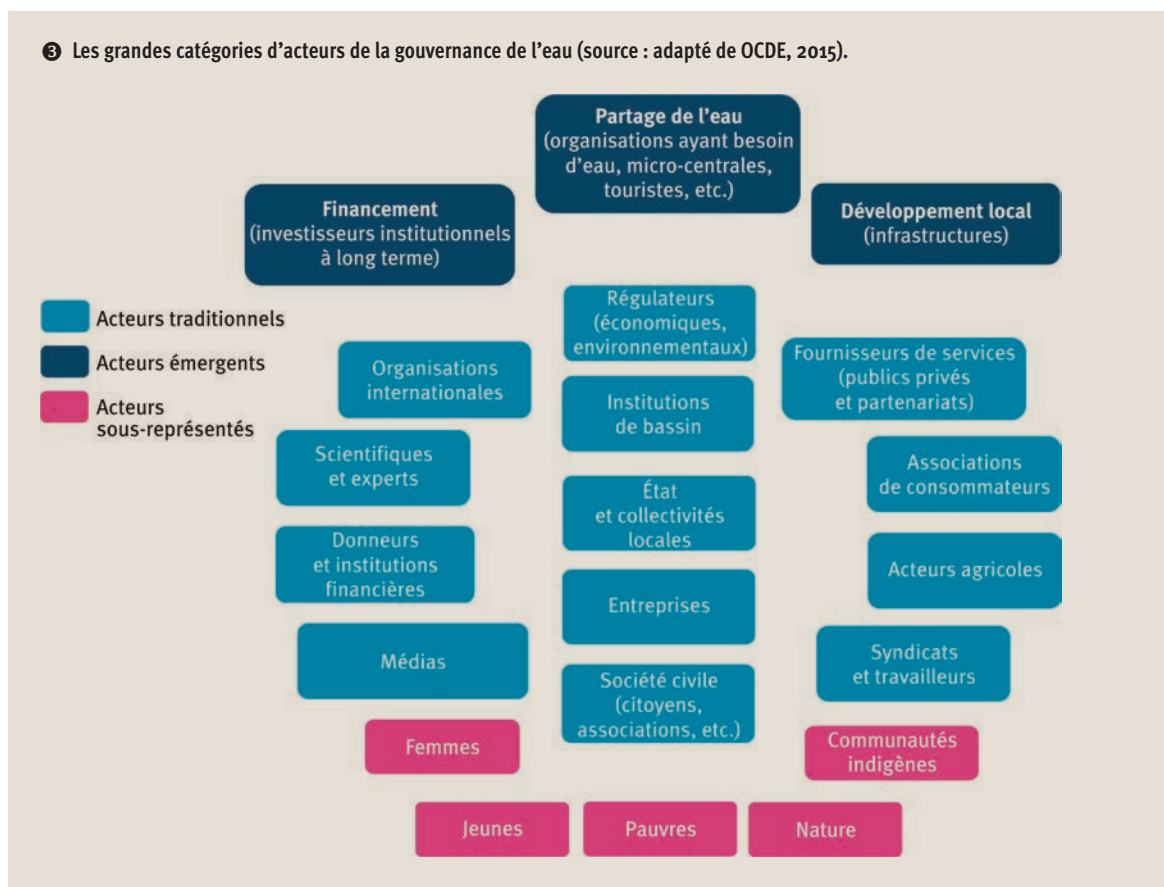 ❸ Les grandes catégories d’acteurs de la gouvernance de l’eau (source : adapté de OCDE, 2015).
Partage de l’eau
(organisations ayant besoin
d’eau, micro-centrales,
touristes, etc.)
Financement
(investisseurs institutionnels
à long terme)
Développement local
(infrastructures)
Acteurs traditionnels
Acteurs émergents
Acteurs
sous-représentés
Régulateurs
(économiques,
environnementaux)
Organisations
internationales
Fournisseurs de services
(publics privés
et partenariats)
Institutions
de bassin
Scientifiques
et experts
Associations
de consommateurs
État
et collectivités
locales
Donneurs
et institutions
financières
Acteurs agricoles
Entreprises
Médias
Syndicats
et travailleurs
Société civile
(citoyens,
associations, etc.)
Femmes
Communautés
indigènes
Jeunes
Pauvres
Nature